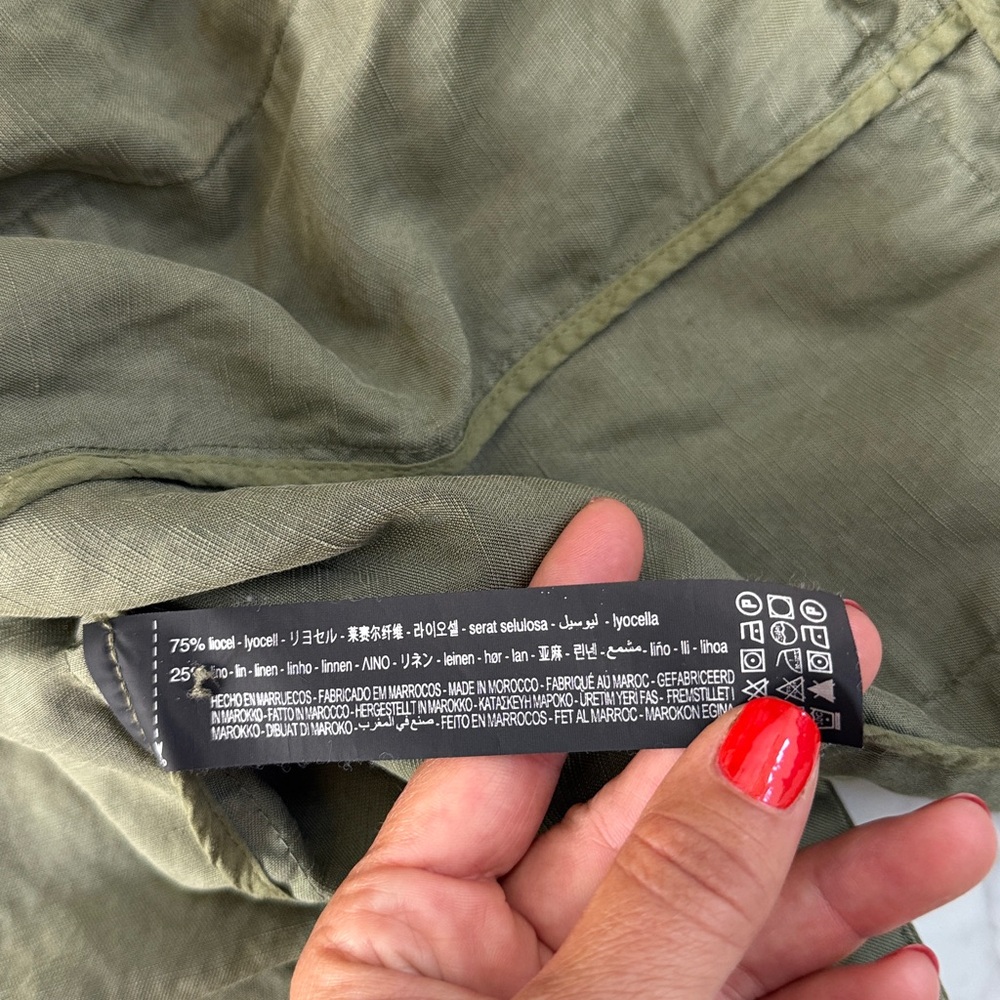 75% liocel - lyocell - リヨセル - 莱赛尔纤维 - 라이오셀 - serat selulosa - ليوسيل - lyocella
25% lino - lin - linen - linho - linnen - ΛΙΝΟ - リネン - leinen - hør - lan - 亚麻 - 린넨 - مشمع - liño - lli - lihoa
HECHO EN MARRUECOS - FABRICADO EM MARROCOS - MADE IN MOROCCO - FABRIQUÉ AU MAROC - GEFABRICEERD
IN MAROKKO - FATTO IN MAROCCO - HERGESTELLT IN MAROKKO - ΚΑΤΑΣΚΕΥΗ ΜΑΡΟΚΟ - ÜRETIM YERI FAS - FREMSTILLET I
MAROKKO - DIBUAT DI MAROKO - صنع في المغرب - FEITO EN MARROCOS - FET AL MARROC - MAROKON EGINA